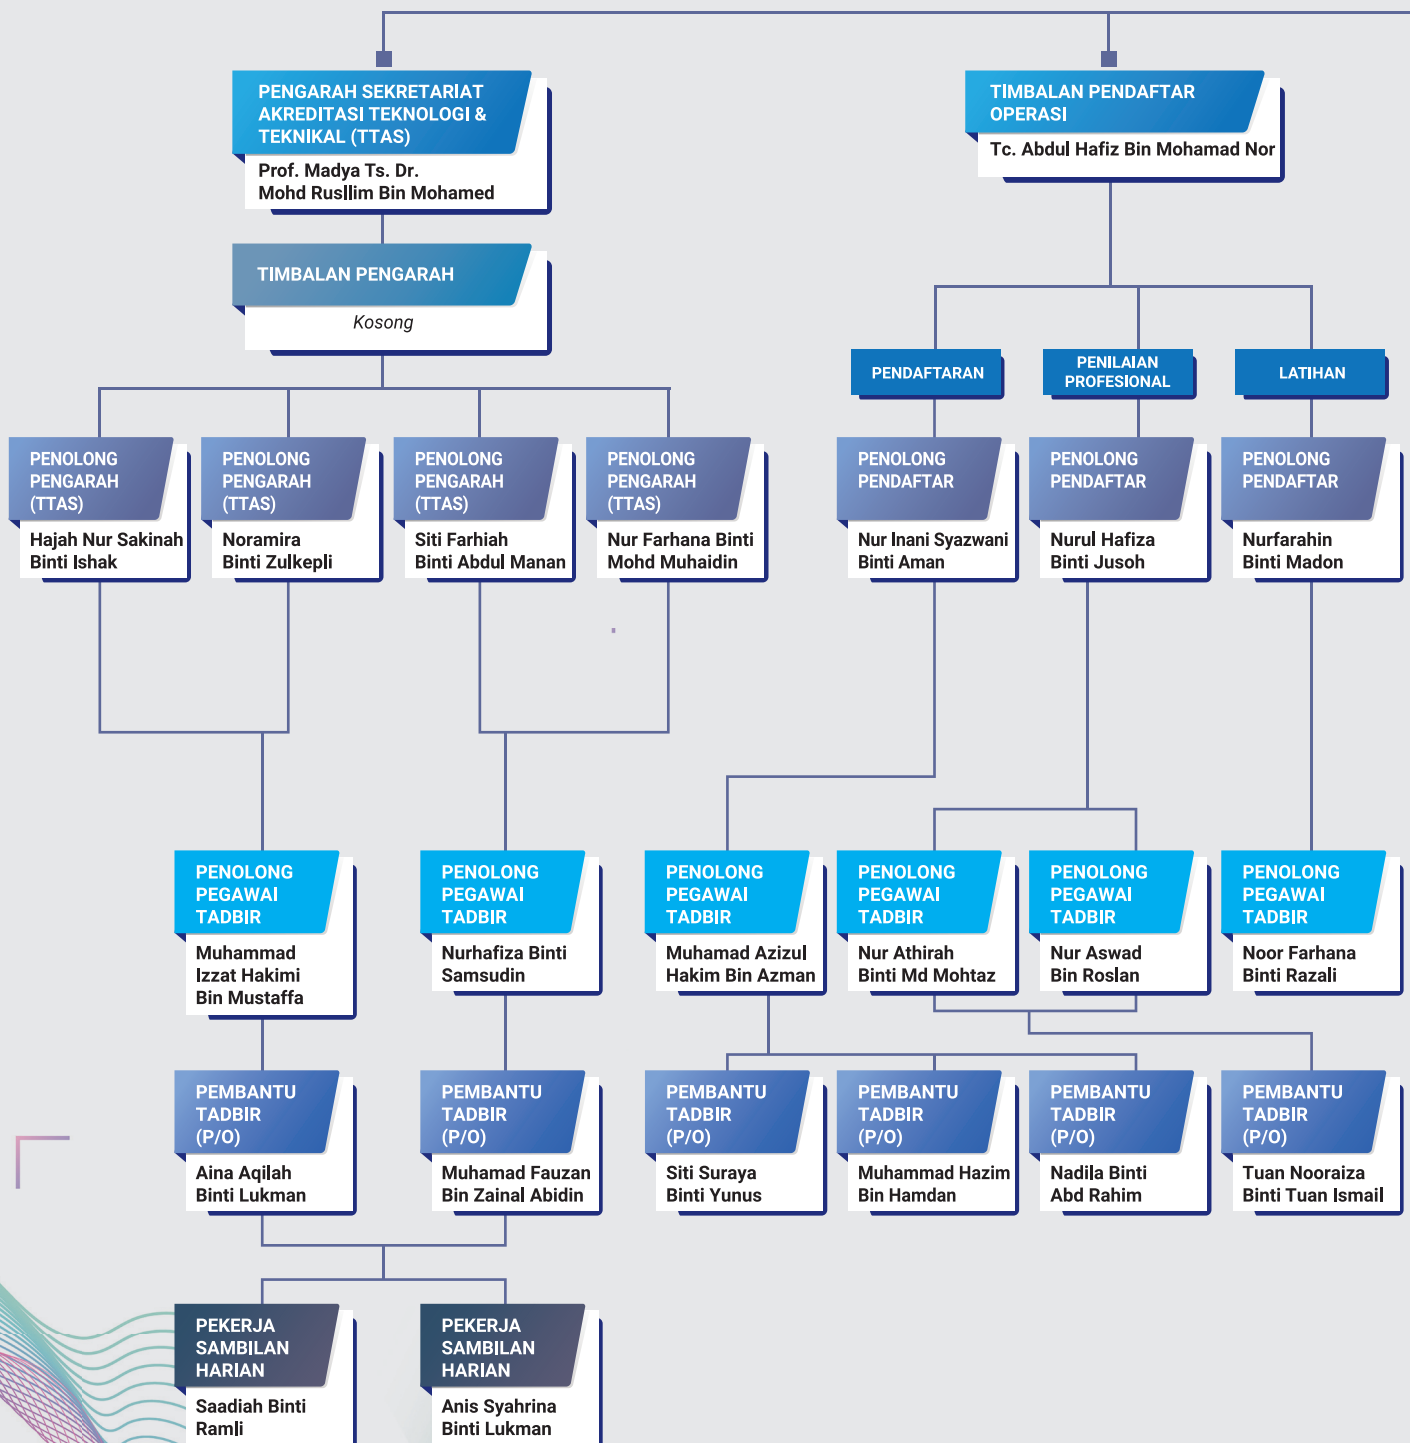 PENGARAH SEKRETARIAT
AKREDITASI TEKNOLOGI &
TEKNIKAL (TTAS)
Prof. Madya Ts. Dr.
Mohd Rusllim Bin Mohamed
TIMBALAN PENDAFTAR
OPERASI
Tc. Abdul Hafiz Bin Mohamad Nor
TIMBALAN PENGARAH
Kosong
PENDAFTARAN
PENILAIAN
PROFESIONAL
LATIHAN
PENOLONG
PENGARAH
(TTAS)
Hajah Nur Sakinah
Binti Ishak
PENOLONG
PENGARAH
(TTAS)
Noramira
Binti Zulkepli
PENOLONG
PENGARAH
(TTAS)
Siti Farhiah
Binti Abdul Manan
PENOLONG
PENGARAH
(TTAS)
Nur Farhana Binti
Mohd Muhaidin
PENOLONG
PENDAFTAR
Nur Inani Syazwani
Binti Aman
PENOLONG
PENDAFTAR
Nurul Hafiza
Binti Jusoh
PENOLONG
PENDAFTAR
Nurfarahin
Binti Madon
PENOLONG
PEGAWAI
TADBIR
Muhammad
Izzat Hakimi
Bin Mustaffa
PENOLONG
PEGAWAI
TADBIR
Nurhafiza Binti
Samsudin
PENOLONG
PEGAWAI
TADBIR
Muhamad Azizul
Hakim Bin Azman
PENOLONG
PEGAWAI
TADBIR
Nur Athirah
Binti Md Mohtaz
PENOLONG
PEGAWAI
TADBIR
Nur Aswad
Bin Roslan
PENOLONG
PEGAWAI
TADBIR
Noor Farhana
Binti Razali
PEMBANTU
TADBIR
(P/O)
Aina Aqilah
Binti Lukman
PEMBANTU
TADBIR
(P/O)
Muhamad Fauzan
Bin Zainal Abidin
PEMBANTU
TADBIR
(P/O)
Siti Suraya
Binti Yunus
PEMBANTU
TADBIR
(P/O)
Muhammad Hazim
Bin Hamdan
PEMBANTU
TADBIR
(P/O)
Nadila Binti
Abd Rahim
PEMBANTU
TADBIR
(P/O)
Tuan Nooraiza
Binti Tuan Ismail
PEKERJA
SAMBILAN
HARIAN
Saadiah Binti
Ramli
PEKERJA
SAMBILAN
HARIAN
Anis Syahrina
Binti Lukman